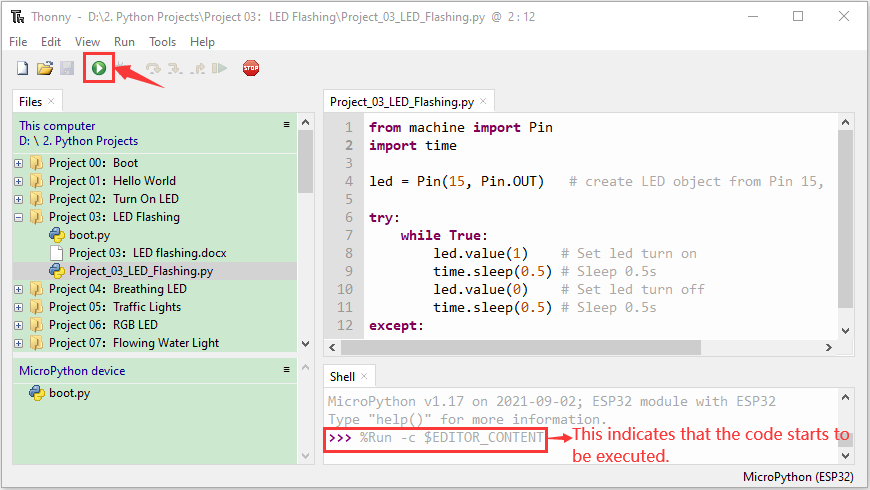 Thonny - D:\2. Python Projects\Project 03：LED Flashing\Project_03_LED_Flashing.py @ 2 : 12
File Edit View Run Tools Help
STOP
Files ×
This computer
D: \ 2. Python Projects
Project 00：Boot
Project 01：Hello World
Project 02：Turn On LED
Project 03：LED Flashing
boot.py
Project 03：LED flashing.docx
Project_03_LED_Flashing.py
Project 04：Breathing LED
Project 05：Traffic Lights
Project 06：RGB LED
Project 07：Flowing Water Light
MicroPython device
boot.py
Project_03_LED_Flashing.py ×
1 from machine import Pin
2 import time
3
4 led = Pin(15, Pin.OUT)   # create LED object from Pin 15,
5
6 try:
7     while True:
8         led.value(1)    # Set led turn on
9         time.sleep(0.5) # Sleep 0.5s
10         led.value(0)    # Set led turn off
11         time.sleep(0.5) # Sleep 0.5s
12 except:
Shell ×
MicroPython v1.17 on 2021-09-02; ESP32 module with ESP32
Type "help()" for more information.
>>> %Run -c $EDITOR_CONTENT
This indicates that the code starts to
be executed.
MicroPython (ESP32)